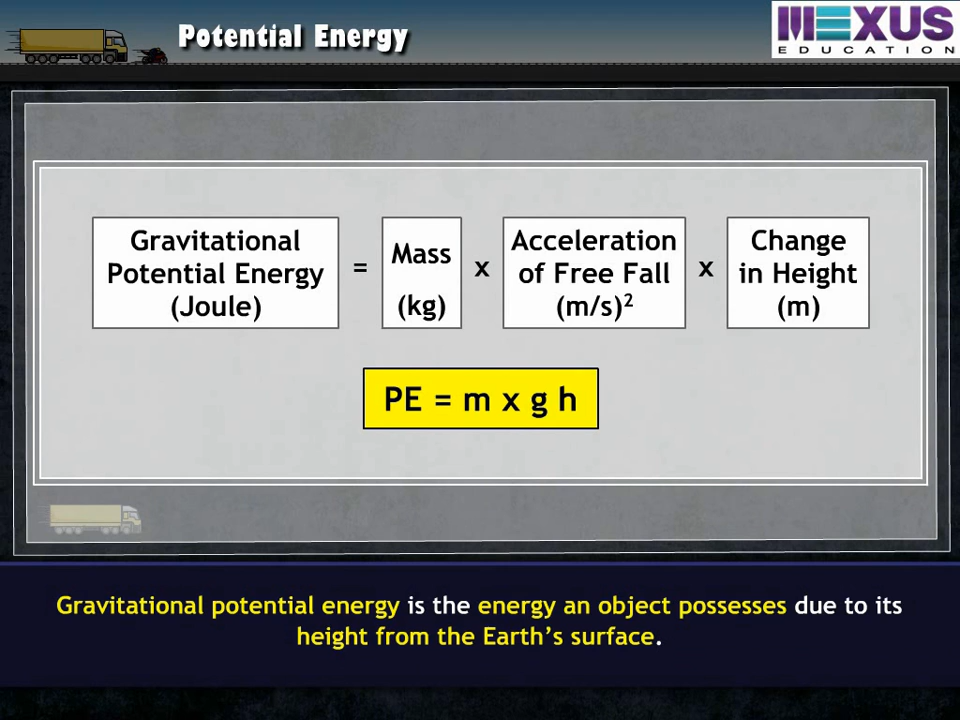 Potential Energy
MEXUS
EDUCATION
Gravitational
Potential Energy
(Joule)
=
Mass
(kg)
x
Acceleration
of Free Fall
(m/s)²
x
Change
in Height
(m)
PE = m x g h
Gravitational potential energy is the energy an object possesses due to its
height from the Earth's surface.